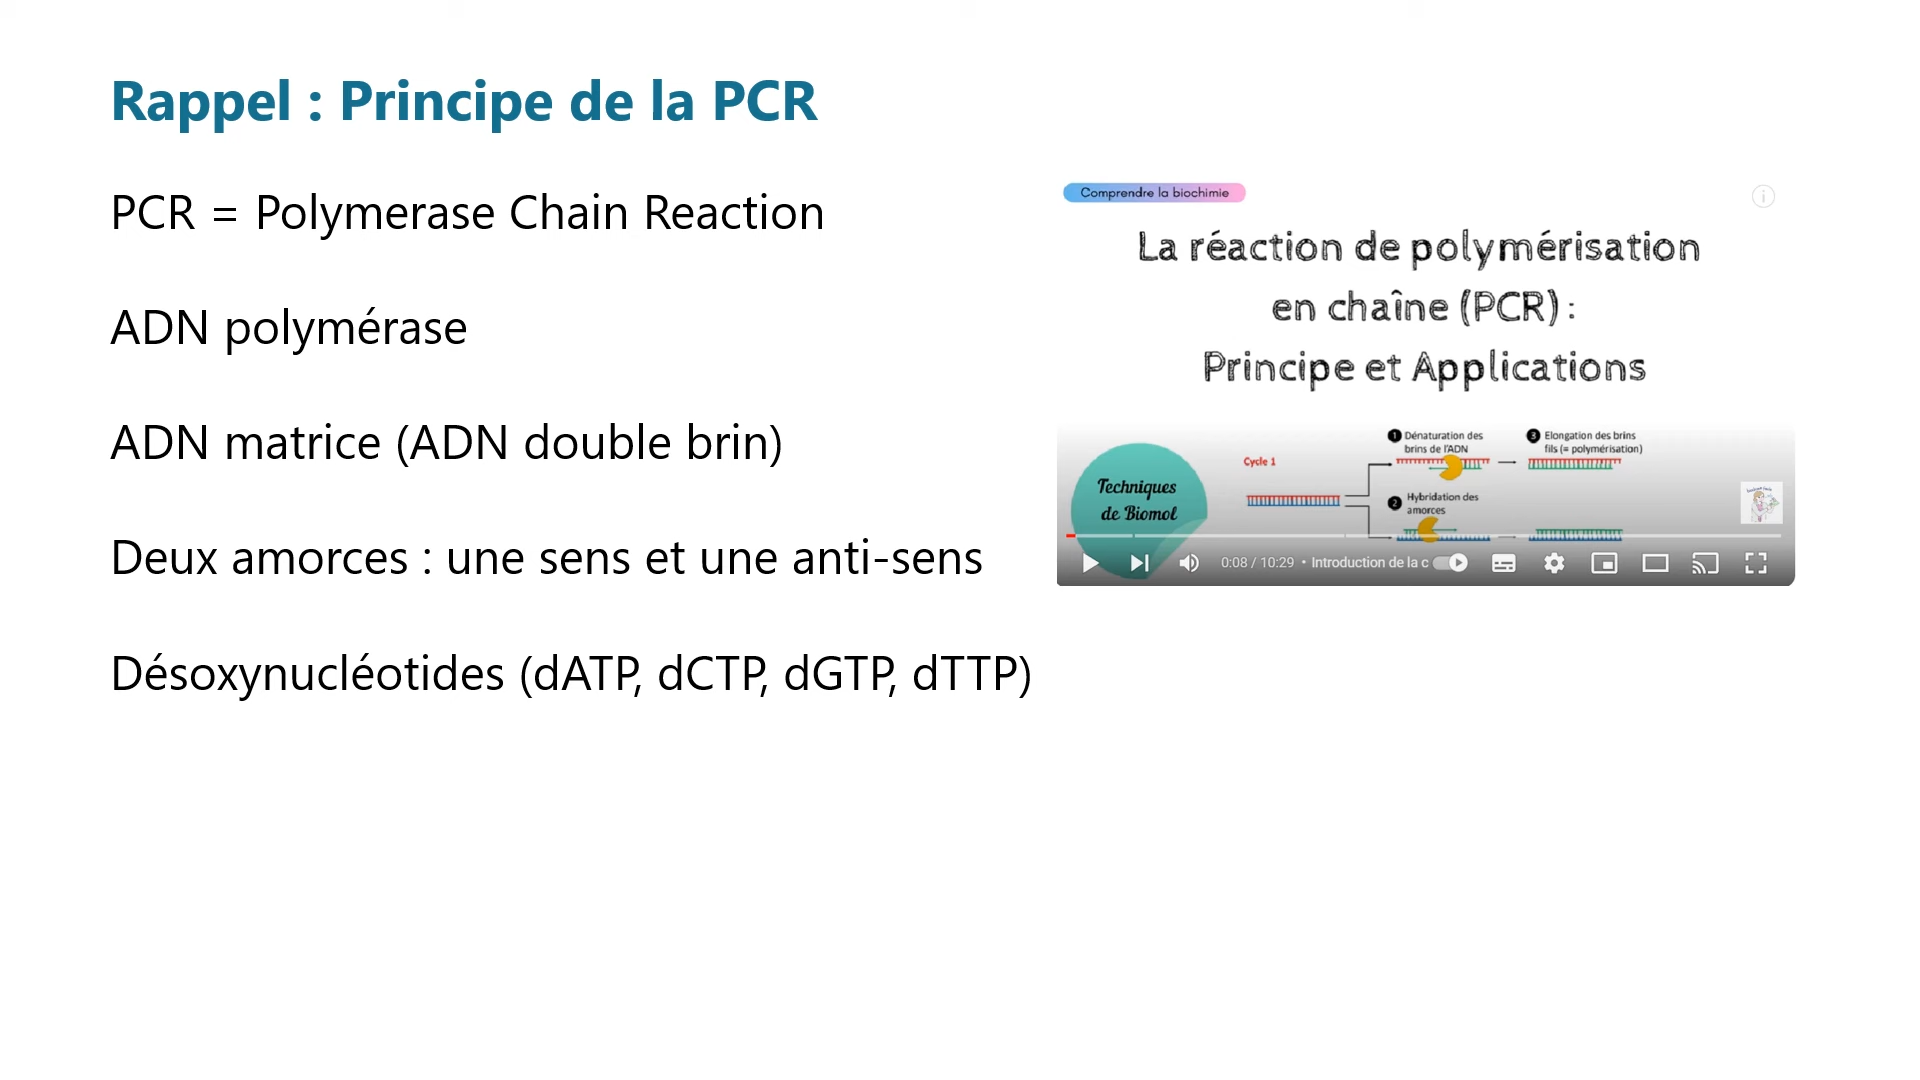 Rappel : Principe de la PCR
PCR = Polymerase Chain Reaction
ADN polymérase
ADN matrice (ADN double brin)
Deux amorces : une sens et une anti-sens
Désoxynucléotides (dATP, dCTP, dGTP, dTTP)
Comprendre la biochimie
La réaction de polymérisation
en chaîne (PCR) :
Principe et Applications
Techniques
de Biomol
Cycle 1
1 Dénaturation des
brins de l'ADN
2 Hybridation des
amorces
3 Elongation des brins
fils (= polymérisation)
0:08 / 10:29 • Introduction de la c